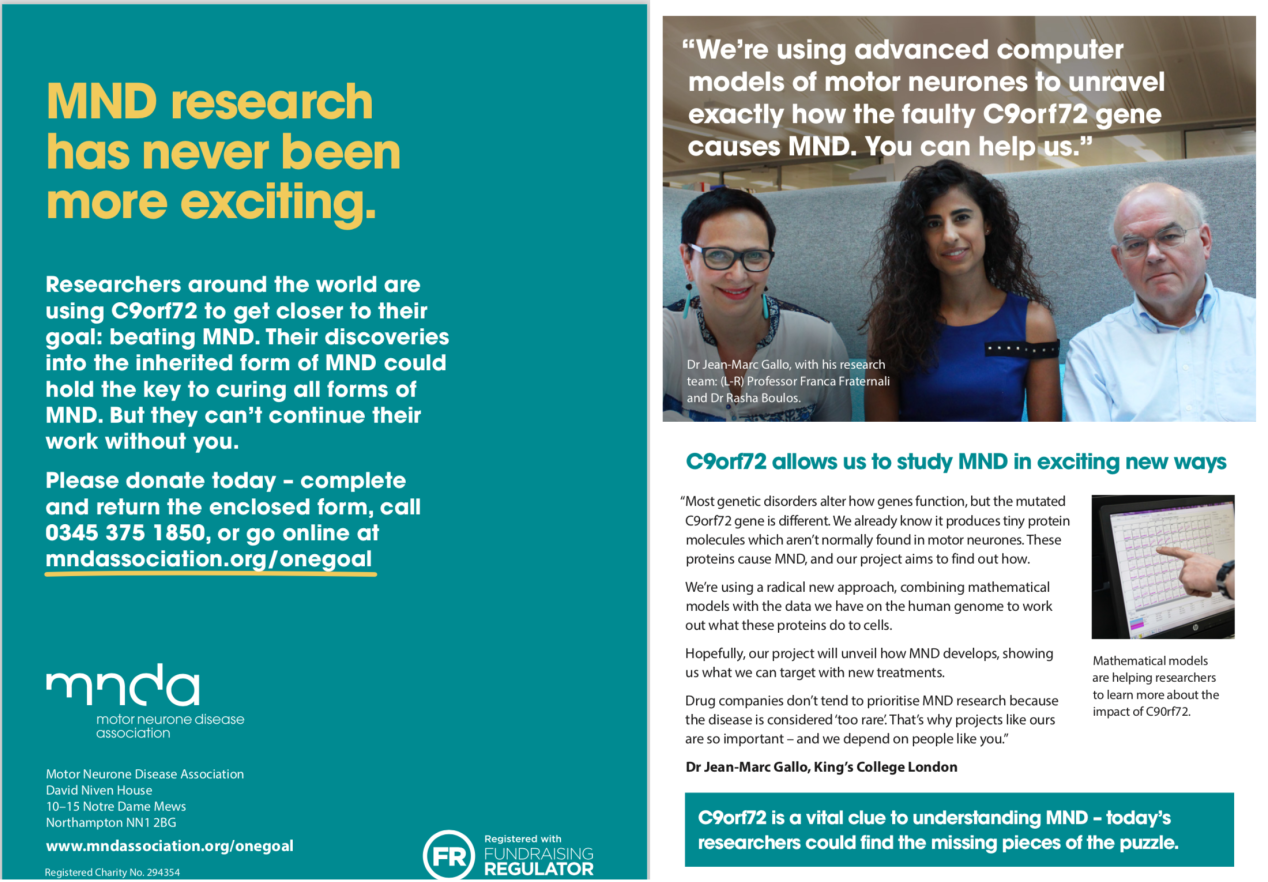 MND research
has never been
more exciting.
Researchers around the world are
using C9orf72 to get closer to their
goal: beating MND. Their discoveries
into the inherited form of MND could
hold the key to curing all forms of
MND. But they can't continue their
work without you.
Please donate today – complete
and return the enclosed form, call
0345 375 1850, or go online at
mndassociation.org/onegoal
mnda
motor neurone disease
association
Motor Neurone Disease Association
David Niven House
10–15 Notre Dame Mews
Northampton NN1 2BG
www.mndassociation.org/onegoal
Registered Charity No. 294354
FR
Registered with
FUNDRAISING
REGULATOR
“We're using advanced computer
models of motor neurones to unravel
exactly how the faulty C9orf72 gene
causes MND. You can help us.”
Dr Jean-Marc Gallo, with his research
team: (L-R) Professor Franca Fraternali
and Dr Rasha Boulos.
C9orf72 allows us to study MND in exciting new ways
“Most genetic disorders alter how genes function, but the mutated
C9orf72 gene is different. We already know it produces tiny protein
molecules which aren't normally found in motor neurones. These
proteins cause MND, and our project aims to find out how.
We're using a radical new approach, combining mathematical
models with the data we have on the human genome to work
out what these proteins do to cells.
Hopefully, our project will unveil how MND develops, showing
us what we can target with new treatments.
Drug companies don't tend to prioritise MND research because
the disease is considered ‘too rare’. That's why projects like ours
are so important – and we depend on people like you.”
Dr Jean-Marc Gallo, King's College London
hp
Mathematical models
are helping researchers
to learn more about the
impact of C90rf72.
C9orf72 is a vital clue to understanding MND – today's
researchers could find the missing pieces of the puzzle.